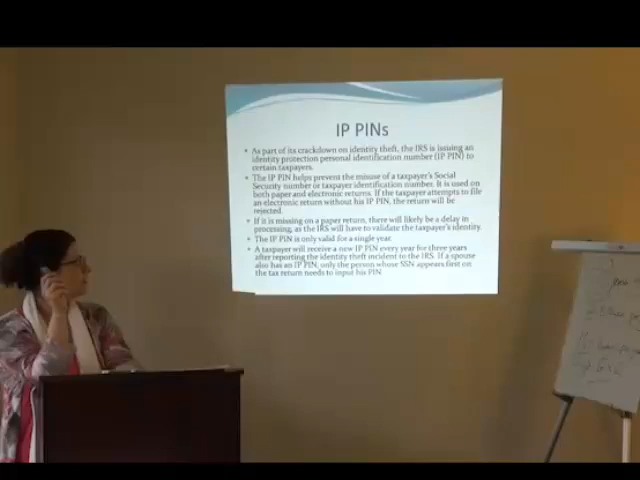 IP PINs
• As part of its crackdown on identity theft, the IRS is issuing an
identity protection personal identification number (IP PIN) to
certain taxpayers.
• The IP PIN helps prevent the misuse of a taxpayer's Social
Security number or taxpayer identification number. It is used on
both paper and electronic returns. If the taxpayer attempts to file
an electronic return without his IP PIN, the return will be
rejected.
• If it is missing on a paper return, there will likely be a delay in
processing, as the IRS will have to validate the taxpayer's identity.
• The IP PIN is only valid for a single year.
• A taxpayer will receive a new IP PIN every year for three years
after reporting the identity theft incident to the IRS. If a spouse
also has an IP PIN, only the person whose SSN appears first on
the tax return needs to input his PIN